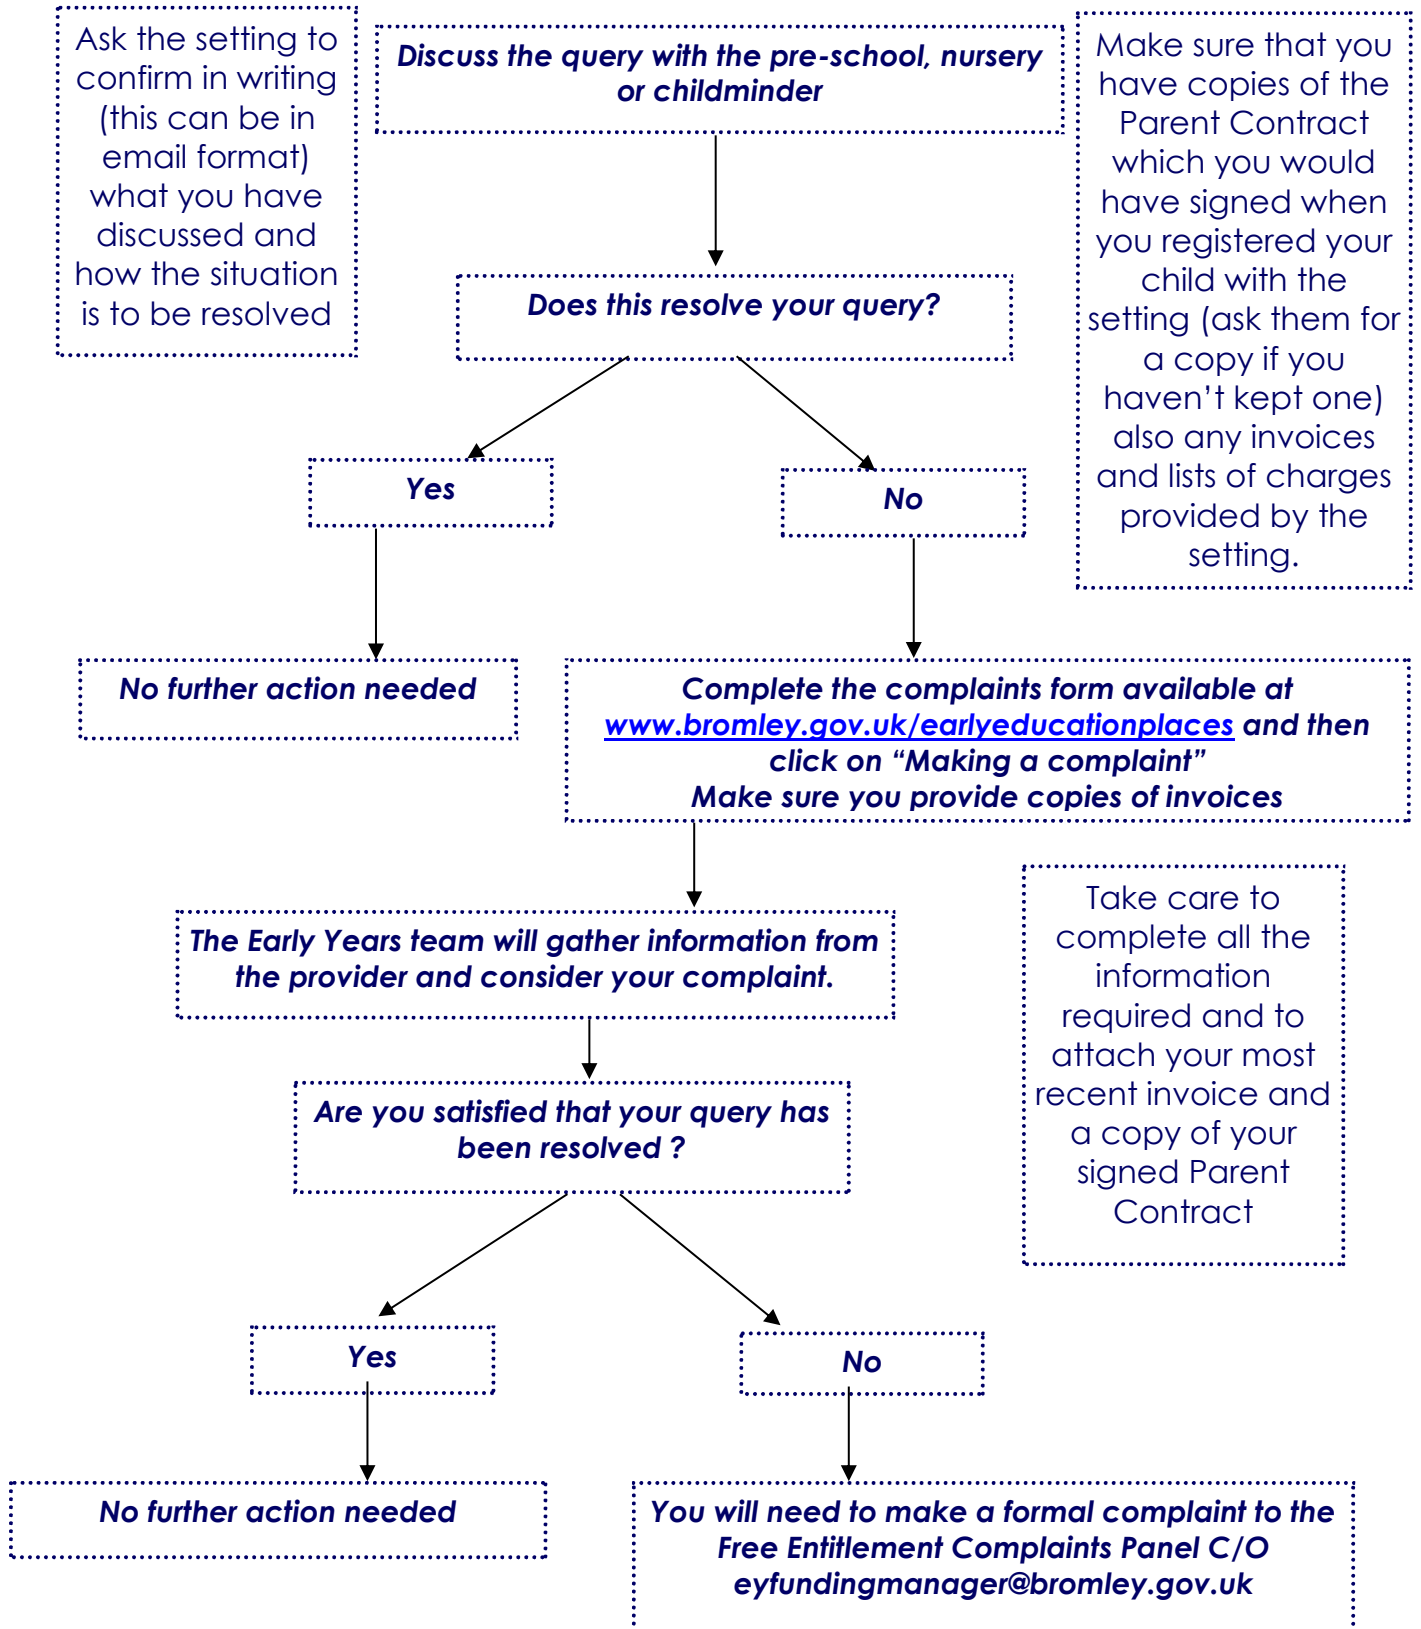 Ask the setting to
confirm in writing
(this can be in
email format)
what you have
discussed and
how the situation
is to be resolved
Discuss the query with the pre-school, nursery
or childminder
Make sure that you
have copies of the
Parent Contract
which you would
have signed when
you registered your
child with the
setting (ask them for
a copy if you
haven’t kept one)
also any invoices
and lists of charges
provided by the
setting.
Does this resolve your query?
Yes
No
No further action needed
Complete the complaints form available at
www.bromley.gov.uk/earlyeducationplaces and then
click on “Making a complaint”
Make sure you provide copies of invoices
The Early Years team will gather information from
the provider and consider your complaint.
Take care to
complete all the
information
required and to
attach your most
recent invoice and
a copy of your
signed Parent
Contract
Are you satisfied that your query has
been resolved ?
Yes
No
No further action needed
You will need to make a formal complaint to the
Free Entitlement Complaints Panel C/O
eyfundingmanager@bromley.gov.uk